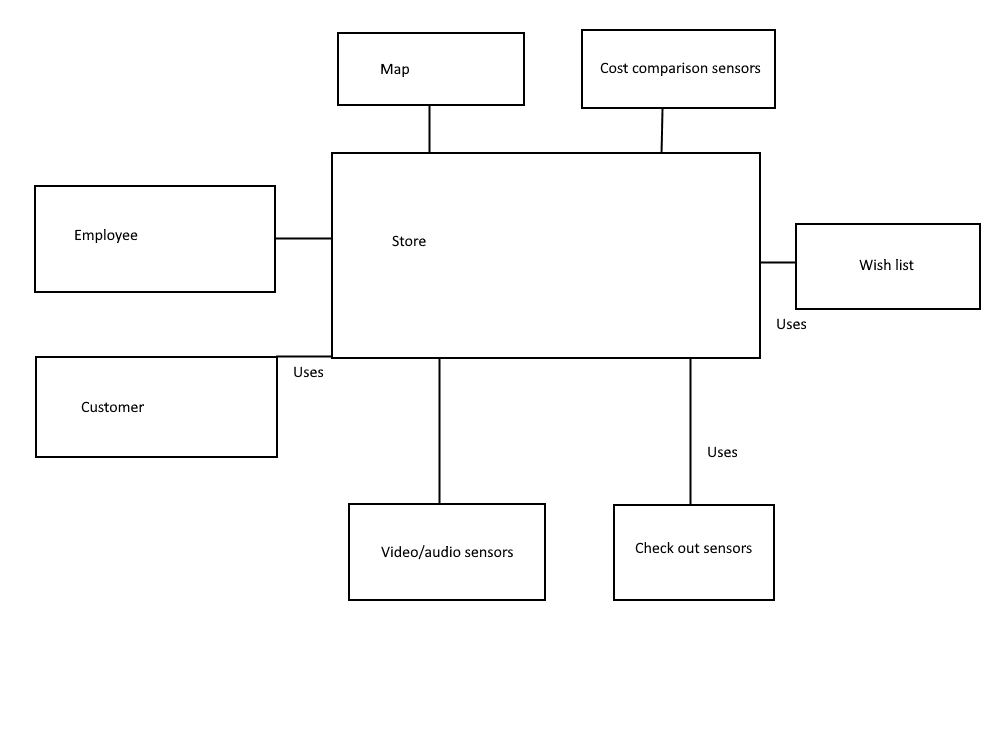 Map
Cost comparison sensors
Employee
Store
Wish list
Uses
Uses
Customer
Uses
Video/audio sensors
Check out sensors